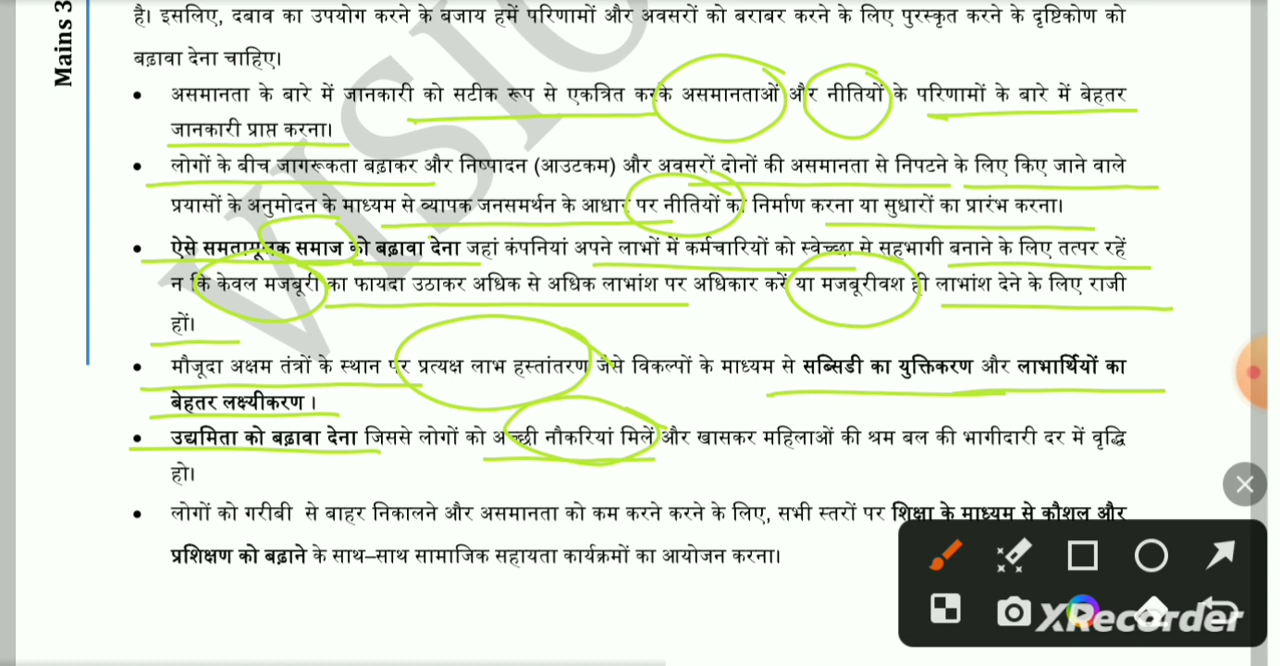 Mains 3
है। इसलिए, दबाव का उपयोग करने के बजाय हमें परिणामों और अवसरों को बराबर करने के लिए पुरस्कृत करने के दृष्टिकोण को
बढ़ावा देना चाहिए।
• असमानता के बारे में जानकारी को सटीक रूप से एकत्रित करके असमानताओं और नीतियों के परिणामों के बारे में बेहतर
जानकारी प्राप्त करना।
• लोगों के बीच जागरूकता बढ़ाकर और निष्पादन (आउटकम) और अवसरों दोनों की असमानता से निपटने के लिए किए जाने वाले
प्रयासों के अनुमोदन के माध्यम से व्यापक जनसमर्थन के आधार पर नीतियों का निर्माण करना या सुधारों का प्रारंभ करना।
• ऐसे समतामूलक समाज को बढ़ावा देना जहां कंपनियां अपने लाभों में कर्मचारियों को स्वेच्छा से सहभागी बनाने के लिए तत्पर रहें
न कि केवल मजबूरी का फायदा उठाकर अधिक से अधिक लाभांश पर अधिकार करें या मजबूरीवश ही लाभांश देने के लिए राजी
हों।
• मौजूदा अक्षम तंत्रों के स्थान पर प्रत्यक्ष लाभ हस्तांतरण जैसे विकल्पों के माध्यम से सब्सिडी का युक्तिकरण और लाभार्थियों का
बेहतर लक्ष्यीकरण ।
• उद्यमिता को बढ़ावा देना जिससे लोगों को अच्छी नौकरियां मिलें और खासकर महिलाओं की श्रम बल की भागीदारी दर में वृद्धि
हो।
• लोगों को गरीबी से बाहर निकालने और असमानता को कम करने करने के लिए, सभी स्तरों पर शिक्षा के माध्यम से कौशल और
प्रशिक्षण को बढ़ाने के साथ–साथ सामाजिक सहायता कार्यक्रमों का आयोजन करना।
VISIO
XRecorder